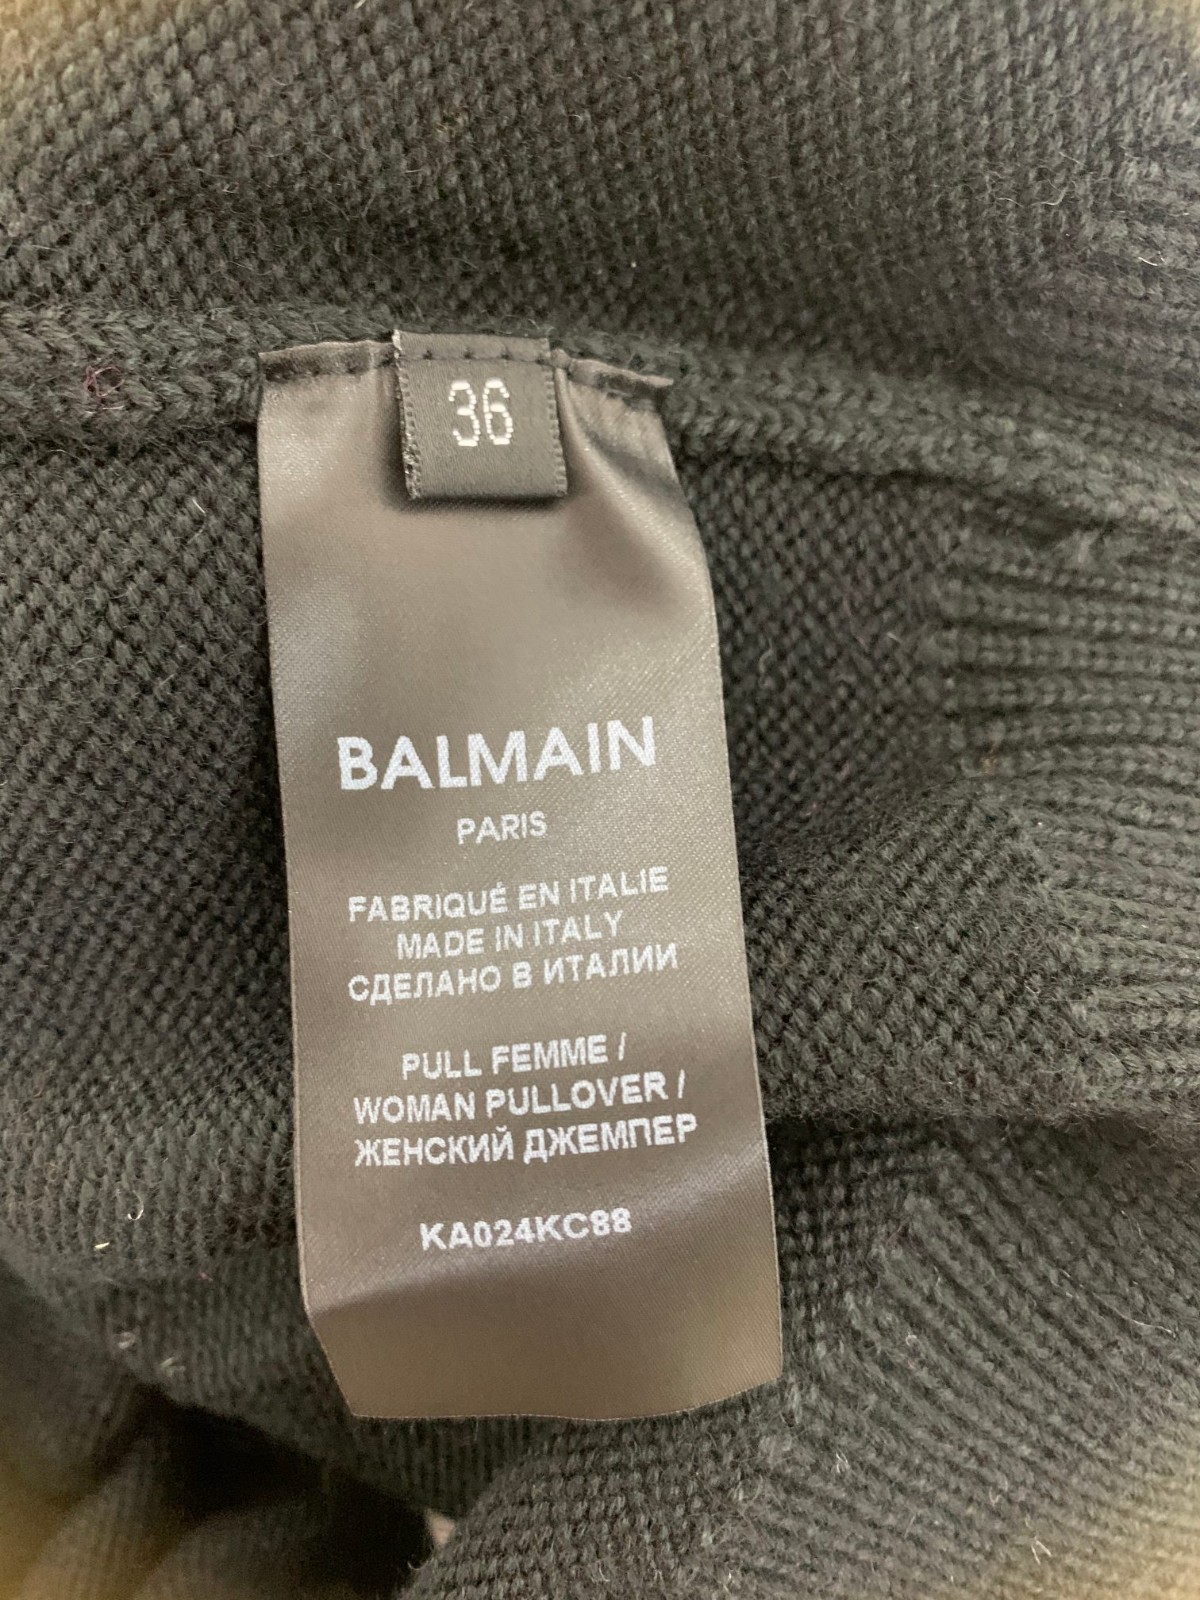 36
BALMAIN
PARIS
FABRIQUÉ EN ITALIE
MADE IN ITALY
СДЕЛАНО В ИТАЛИИ
PULL FEMME /
WOMAN PULLOVER /
ЖЕНСКИЙ ДЖЕМПЕР
KA024KC88